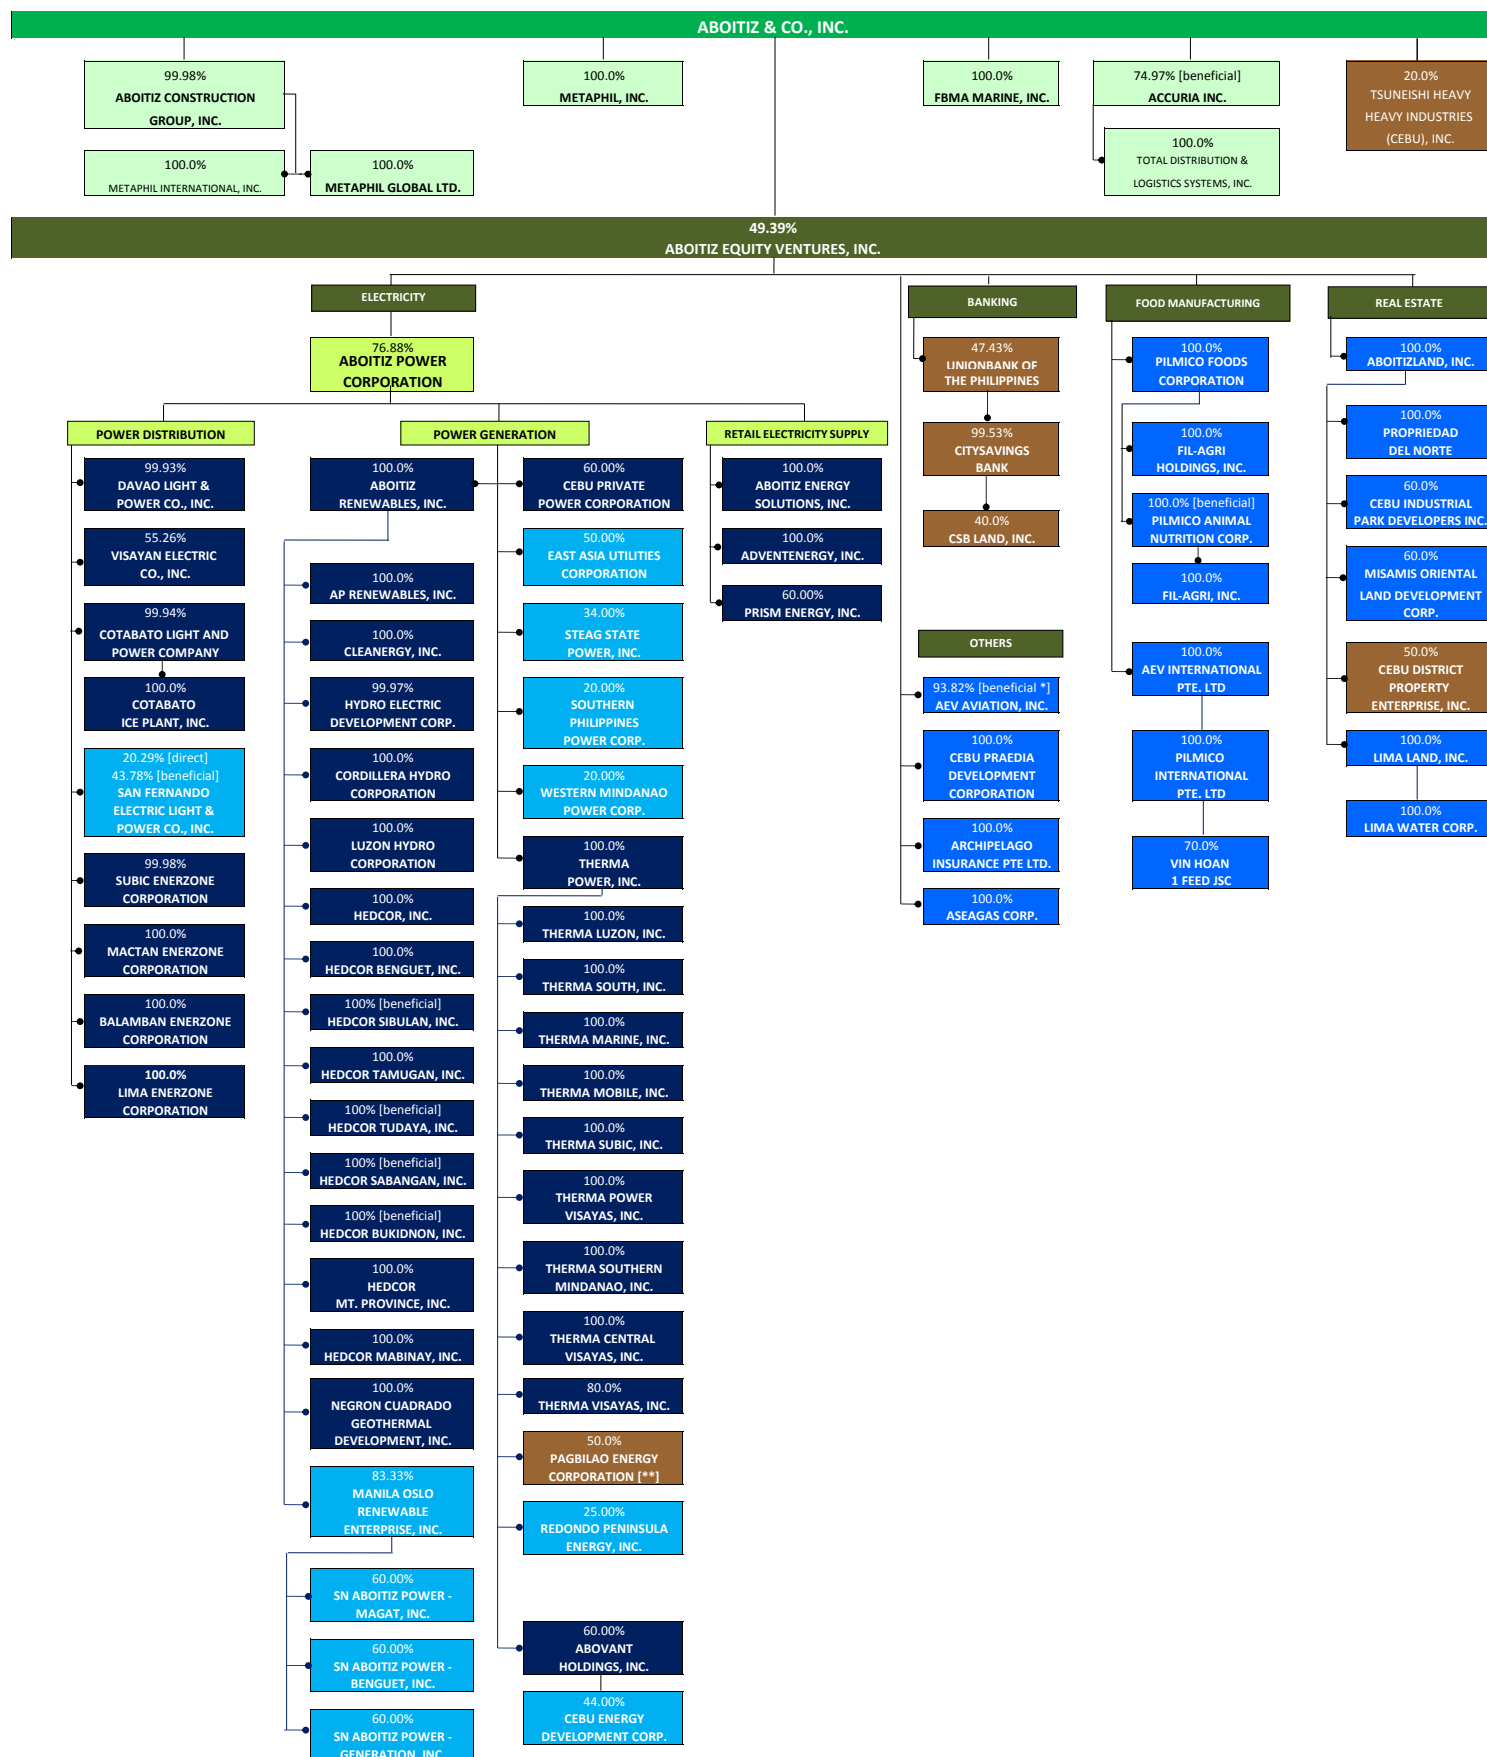 ABOITIZ & CO., INC.
99.98%
ABOITIZ CONSTRUCTION
GROUP, INC.
100.0%
METAPHIL, INC.
100.0%
FBMA MARINE, INC.
74.97% [beneficial]
ACCURIA INC.
20.0%
TSUNEISHI HEAVY
HEAVY INDUSTRIES
(CEBU), INC.
100.0%
METAPHIL INTERNATIONAL, INC.
100.0%
METAPHIL GLOBAL LTD.
100.0%
TOTAL DISTRIBUTION &
LOGISTICS SYSTEMS, INC.
49.39%
ABOITIZ EQUITY VENTURES, INC.
ELECTRICITY
76.88%
ABOITIZ POWER
CORPORATION
POWER DISTRIBUTION
99.93%
DAVAO LIGHT &
POWER CO., INC.
55.26%
VISAYAN ELECTRIC
CO., INC.
99.94%
COTABATO LIGHT AND
POWER COMPANY
100.0%
COTABATO
ICE PLANT, INC.
20.29% [direct]
43.78% [beneficial]
SAN FERNANDO
ELECTRIC LIGHT &
POWER CO., INC.
99.98%
SUBIC ENERZONE
CORPORATION
100.0%
MACTAN ENERZONE
CORPORATION
100.0%
BALAMBAN ENERZONE
CORPORATION
100.0%
LIMA ENERZONE
CORPORATION
POWER GENERATION
100.0%
ABOITIZ
RENEWABLES, INC.
100.0%
AP RENEWABLES, INC.
100.0%
CLEANERGY, INC.
99.97%
HYDRO ELECTRIC
DEVELOPMENT CORP.
100.0%
CORDILLERA HYDRO
CORPORATION
100.0%
LUZON HYDRO
CORPORATION
100.0%
HEDCOR, INC.
100.0%
HEDCOR BENGUET, INC.
100% [beneficial]
HEDCOR SIBULAN, INC.
100.0%
HEDCOR TAMUGAN, INC.
100% [beneficial]
HEDCOR TUDAYA, INC.
100% [beneficial]
HEDCOR SABANGAN, INC.
100% [beneficial]
HEDCOR BUKIDNON, INC.
100.0%
HEDCOR
MT. PROVINCE, INC.
100.0%
HEDCOR MABINAY, INC.
100.0%
NEGRON CUADRADO
GEOTHERMAL
DEVELOPMENT, INC.
83.33%
MANILA OSLO
RENEWABLE
ENTERPRISE, INC.
60.00%
SN ABOITIZ POWER -
MAGAT, INC.
60.00%
SN ABOITIZ POWER -
BENGUET, INC.
60.00%
SN ABOITIZ POWER -
GENERATION, INC.
60.00%
CEBU PRIVATE
POWER CORPORATION
50.00%
EAST ASIA UTILITIES
CORPORATION
34.00%
STEAG STATE
POWER, INC.
20.00%
SOUTHERN
PHILIPPINES
POWER CORP.
20.00%
WESTERN MINDANAO
POWER CORP.
100.0%
THERMA
POWER, INC.
100.0%
THERMA LUZON, INC.
100.0%
THERMA SOUTH, INC.
100.0%
THERMA MARINE, INC.
100.0%
THERMA MOBILE, INC.
100.0%
THERMA SUBIC, INC.
100.0%
THERMA POWER
VISAYAS, INC.
100.0%
THERMA SOUTHERN
MINDANAO, INC.
100.0%
THERMA CENTRAL
VISAYAS, INC.
80.0%
THERMA VISAYAS, INC.
50.0%
PAGBILAO ENERGY
CORPORATION [**]
25.00%
REDONDO PENINSULA
ENERGY, INC.
60.00%
ABOVANT
HOLDINGS, INC.
44.00%
CEBU ENERGY
DEVELOPMENT CORP.
RETAIL ELECTRICITY SUPPLY
100.0%
ABOITIZ ENERGY
SOLUTIONS, INC.
100.0%
ADVENTENERGY, INC.
60.00%
PRISM ENERGY, INC.
BANKING
47.43%
UNIONBANK OF
THE PHILIPPINES
99.53%
CITYSAVINGS
BANK
40.0%
CSB LAND, INC.
OTHERS
93.82% [beneficial *]
AEV AVIATION, INC.
100.0%
CEBU PRAEDIA
DEVELOPMENT
CORPORATION
100.0%
ARCHIPELAGO
INSURANCE PTE LTD.
100.0%
ASEAGAS CORP.
FOOD MANUFACTURING
100.0%
PILMICO FOODS
CORPORATION
100.0%
FIL-AGRI
HOLDINGS, INC.
100.0% [beneficial]
PILMICO ANIMAL
NUTRITION CORP.
100.0%
FIL-AGRI, INC.
100.0%
AEV INTERNATIONAL
PTE. LTD
100.0%
PILMICO
INTERNATIONAL
PTE. LTD
70.0%
VIN HOAN
1 FEED JSC
REAL ESTATE
100.0%
ABOITIZLAND, INC.
100.0%
PROPRIEDAD
DEL NORTE
60.0%
CEBU INDUSTRIAL
PARK DEVELOPERS INC.
60.0%
MISAMIS ORIENTAL
LAND DEVELOPMENT
CORP.
50.0%
CEBU DISTRICT
PROPERTY
ENTERPRISE, INC.
100.0%
LIMA LAND, INC.
100.0%
LIMA WATER CORP.